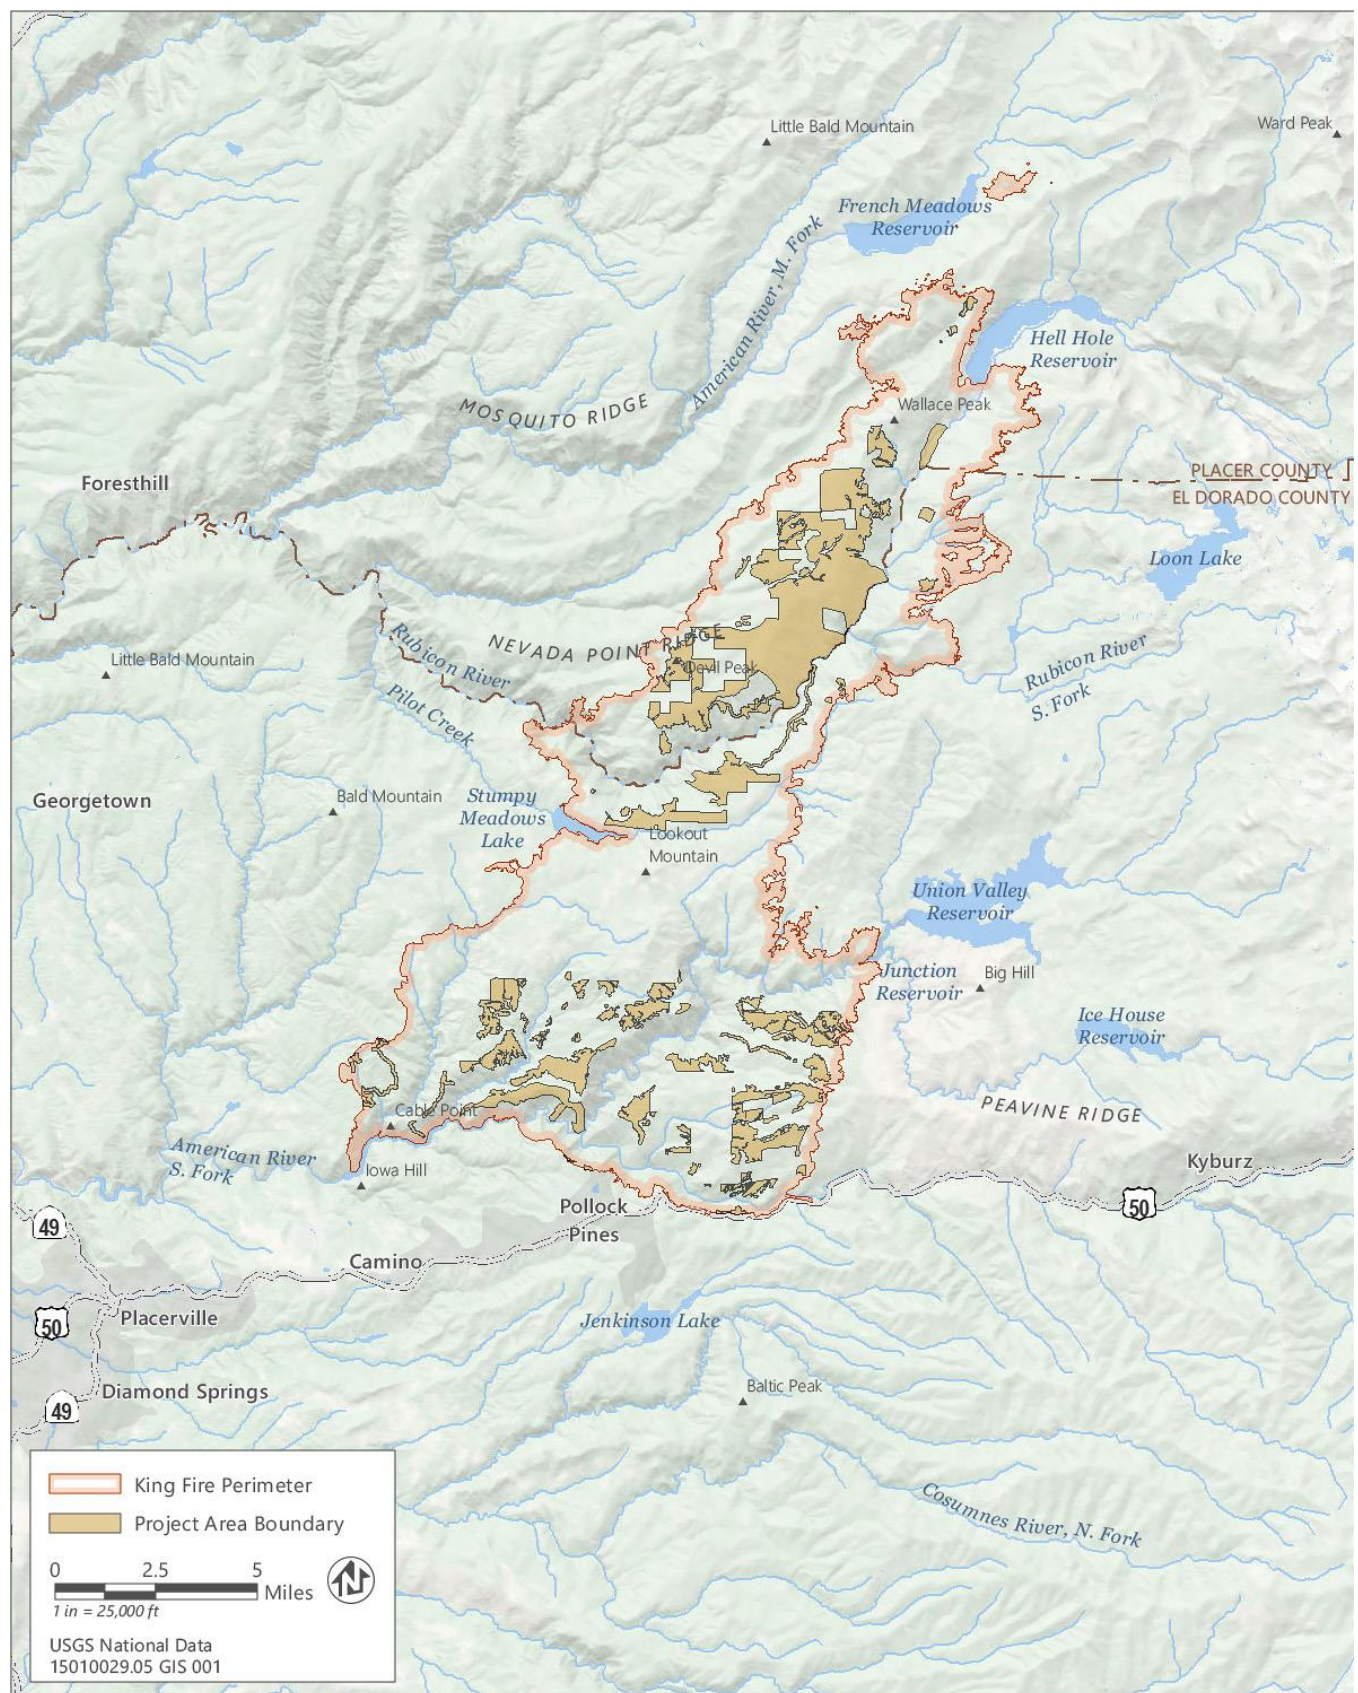 Little Bald Mountain
Ward Peak
French Meadows
Reservoir
American River, M. Fork
Hell Hole
Reservoir
Wallace Peak
MOSQUITO RIDGE
PLACER COUNTY
EL DORADO COUNTY
Foresthill
Loon Lake
Rubicon River
NEVADA POINT RIDGE
Little Bald Mountain
Devil Peak
Rubicon River
S. Fork
Pilot Creek
Georgetown
Bald Mountain
Stumpy
Meadows
Lake
Lookout
Mountain
Union Valley
Reservoir
Junction
Reservoir
Big Hill
Ice House
Reservoir
Cable Point
PEAVINE RIDGE
American River
S. Fork
Iowa Hill
Kyburz
Pollock
Pines
50
49
Camino
Placerville
50
Jenkinson Lake
Diamond Springs
49
Baltic Peak
Cosumnes River, N. Fork
King Fire Perimeter
Project Area Boundary
0 2.5 5
Miles
N
1 in = 25,000 ft
USGS National Data
15010029.05 GIS 001